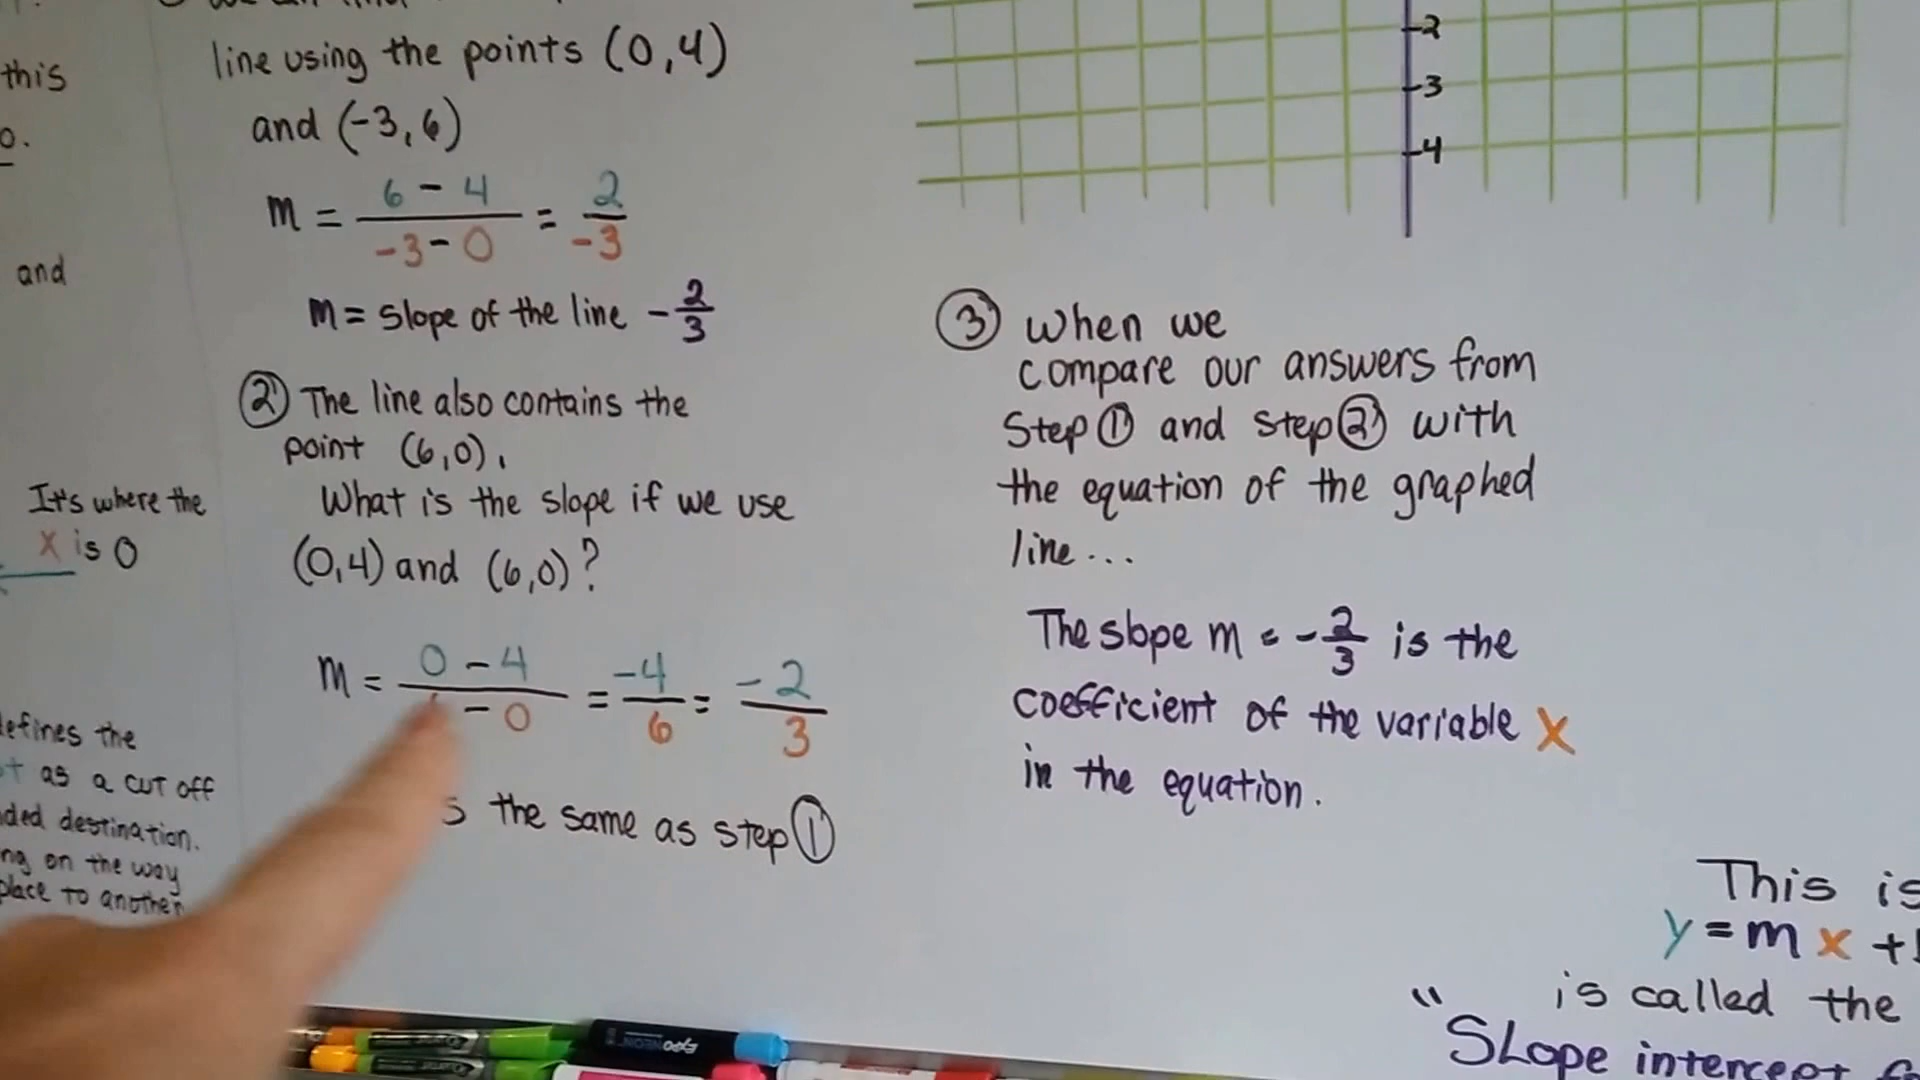 this
o.
and
It's where the
x is 0
defines the
as a cut off
destination.
on the way
place to another
line using the points (0,4)
and (-3,6)
m = 6 - 4 / -3 - 0 = 2 / -3
m = slope of the line - 2/3
② The line also contains the
point (6,0).
What is the slope if we use
(0,4) and (6,0)?
m = 0 - 4 / - 0 = -4 / 6 = -2 / 3
s the same as step ①
-2
-3
-4
③ When we
compare our answers from
Step ① and step ② with
the equation of the graphed
line...
The slope m = - 2/3 is the
coefficient of the variable x
in the equation.
This is
y = mx +
is called the
"Slope intercept
EXPO NEON